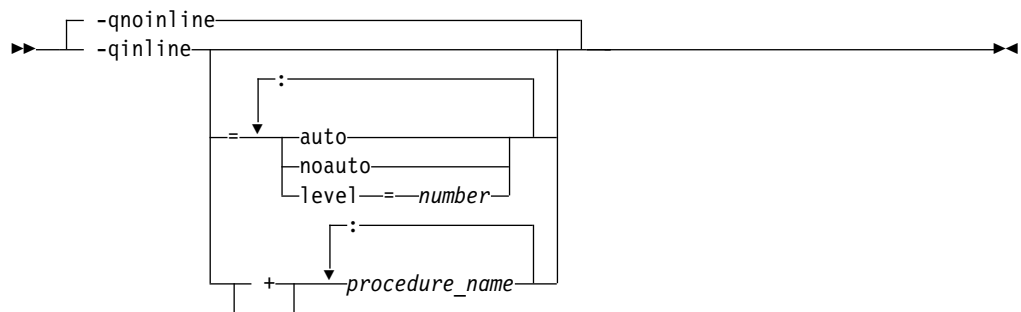 -qnoinline
-qinline
:
= auto
noauto
level = number
:
+ procedure_name